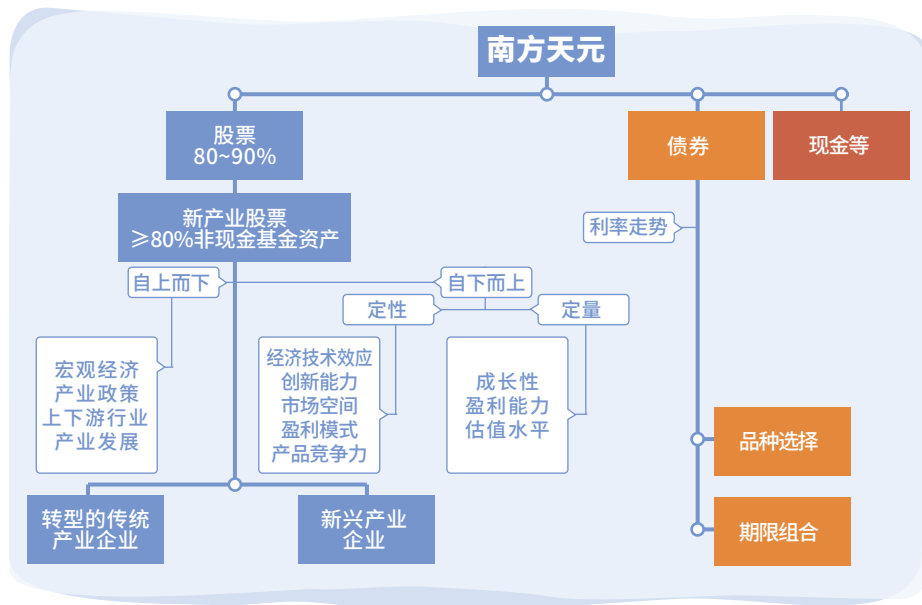 南方天元
股票
80~90%
债券
现金等
新产业股票
≥80%非现金基金资产
利率走势
自上而下
自下而上
定性
定量
宏观经济
产业政策
上下游行业
产业发展
经济技术效应
创新能力
市场空间
盈利模式
产品竞争力
成长性
盈利能力
估值水平
品种选择
转型的传统
产业企业
新兴产业
企业
期限组合